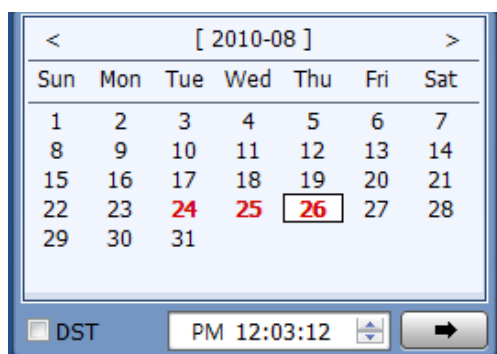 < [ 2010-08 ] >
Sun Mon Tue Wed Thu Fri Sat
1 2 3 4 5 6 7
8 9 10 11 12 13 14
15 16 17 18 19 20 21
22 23 24 25 26 27 28
29 30 31
DST PM 12:03:12